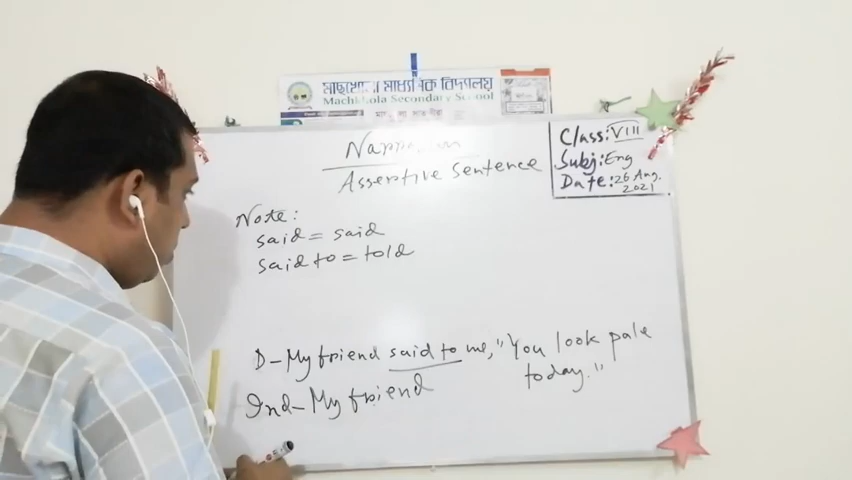 মাছখোলা মাধ্যমিক বিদ্যালয়
Machkhola Secondary School
Class: VIII
Subj: Eng
Date: 26 Aug. 2021
Assertive Sentence
Note:
said = said
said to = told
D - My friend said to me, "You look pale
today."
Ind - My friend